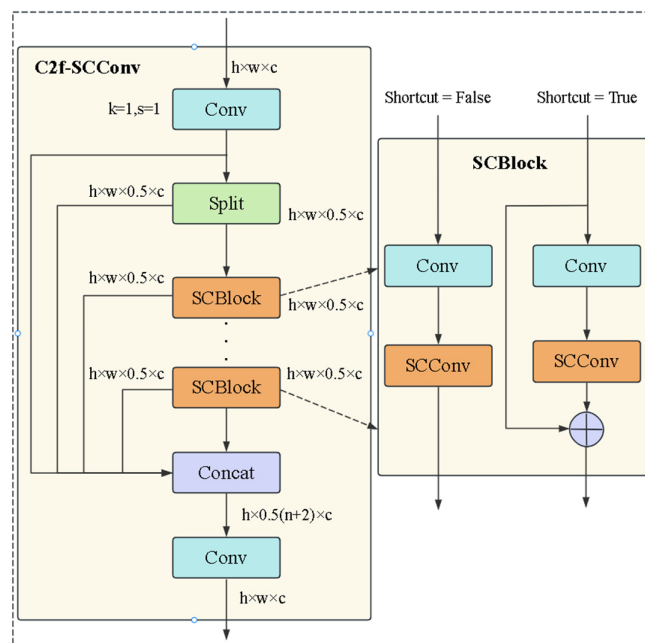 C2f-SCConv
h×w×c
k=1,s=1
Conv
h×w×0.5×c
Split
h×w×0.5×c
h×w×0.5×c
SCBlock
h×w×0.5×c
h×w×0.5×c
SCBlock
h×w×0.5×c
Concat
h×0.5(n+2)×c
Conv
h×w×c
Shortcut = False
Shortcut = True
SCBlock
Conv
Conv
SCConv
SCConv